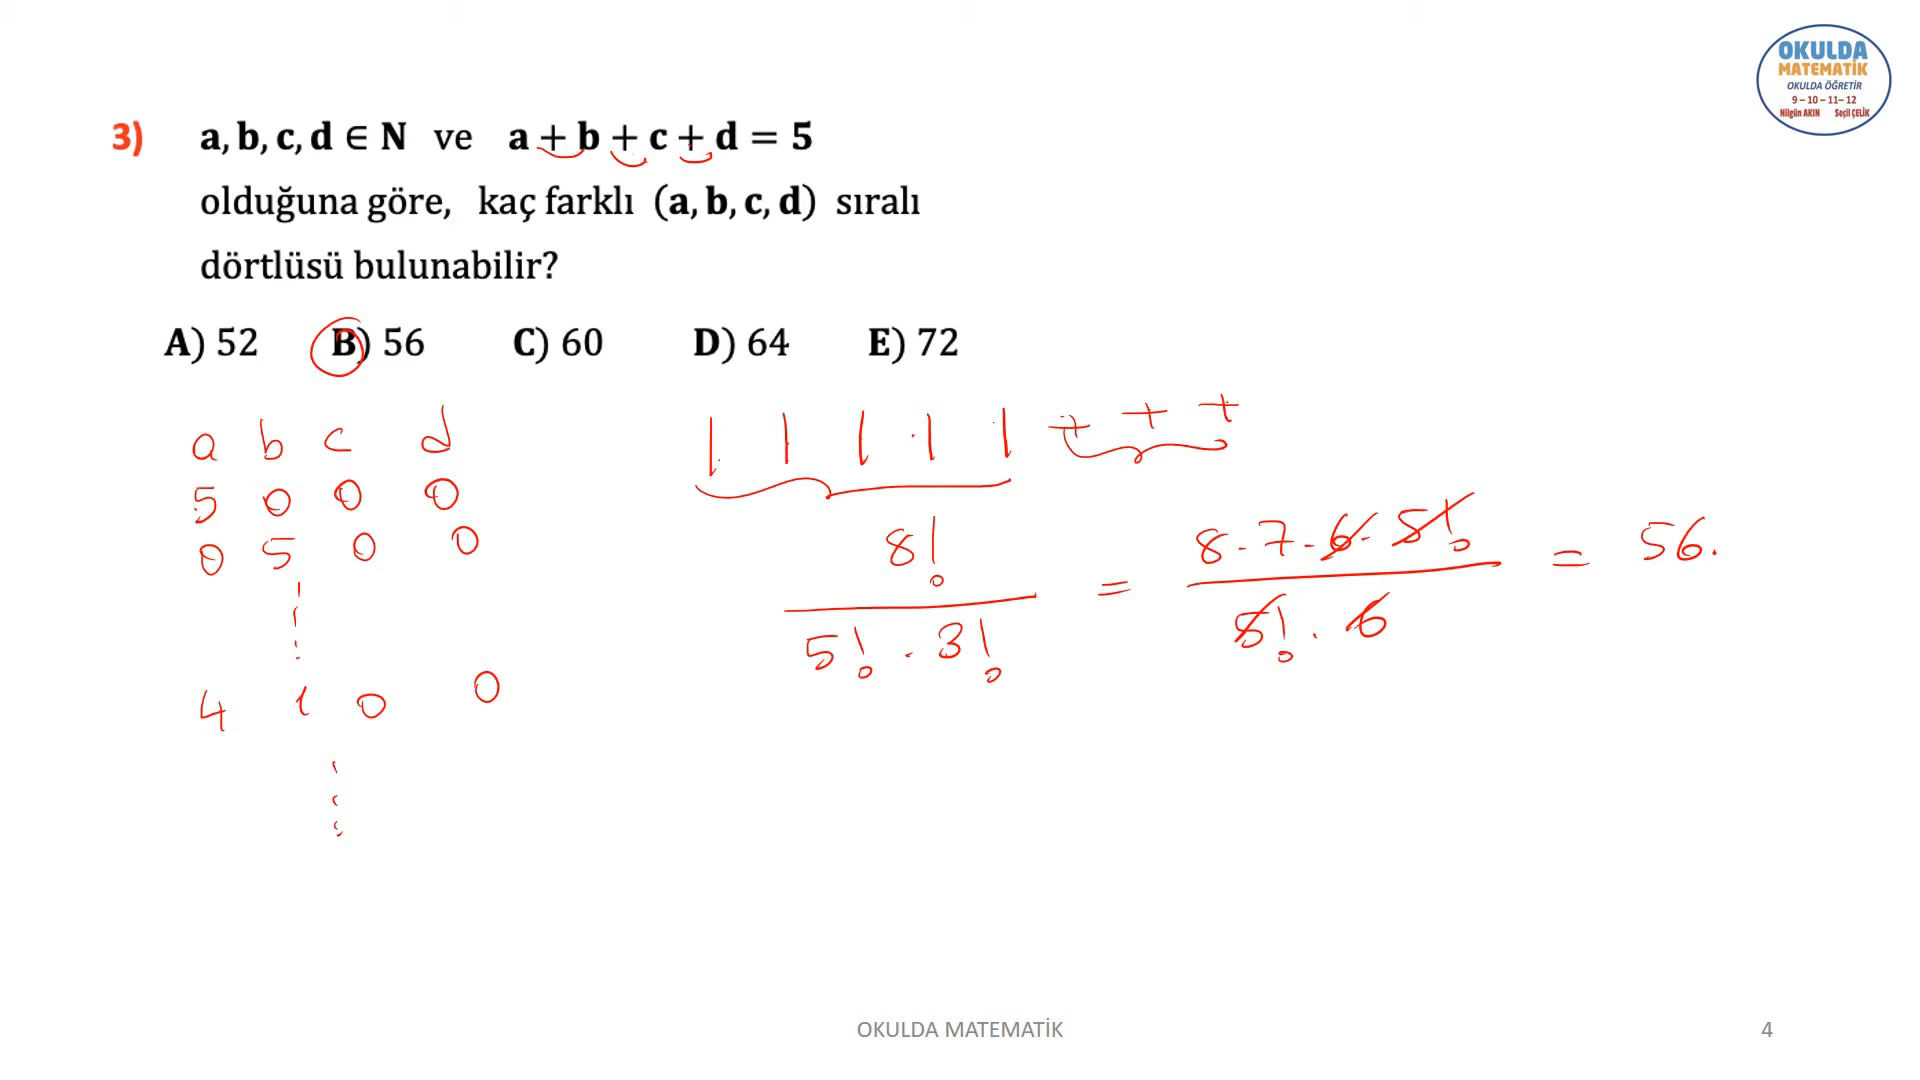 OKULDA
MATEMATİK
OKULDA ÖĞRETİR
9 – 10 – 11– 12
Nilgün AKIN Seçil ÇELİK
3) a, b, c, d ∈ N ve a + b + c + d = 5
olduğuna göre, kaç farklı (a, b, c, d) sıralı
dörtlüsü bulunabilir?
A) 52 B) 56 C) 60 D) 64 E) 72
a b c d
5 0 0 0
0 5 0 0
4 1 0 0
| | | | | + + +
8! / 5! . 3! = 8 . 7 . 6 . 5! / 5! . 6 = 56.
OKULDA MATEMATİK
4